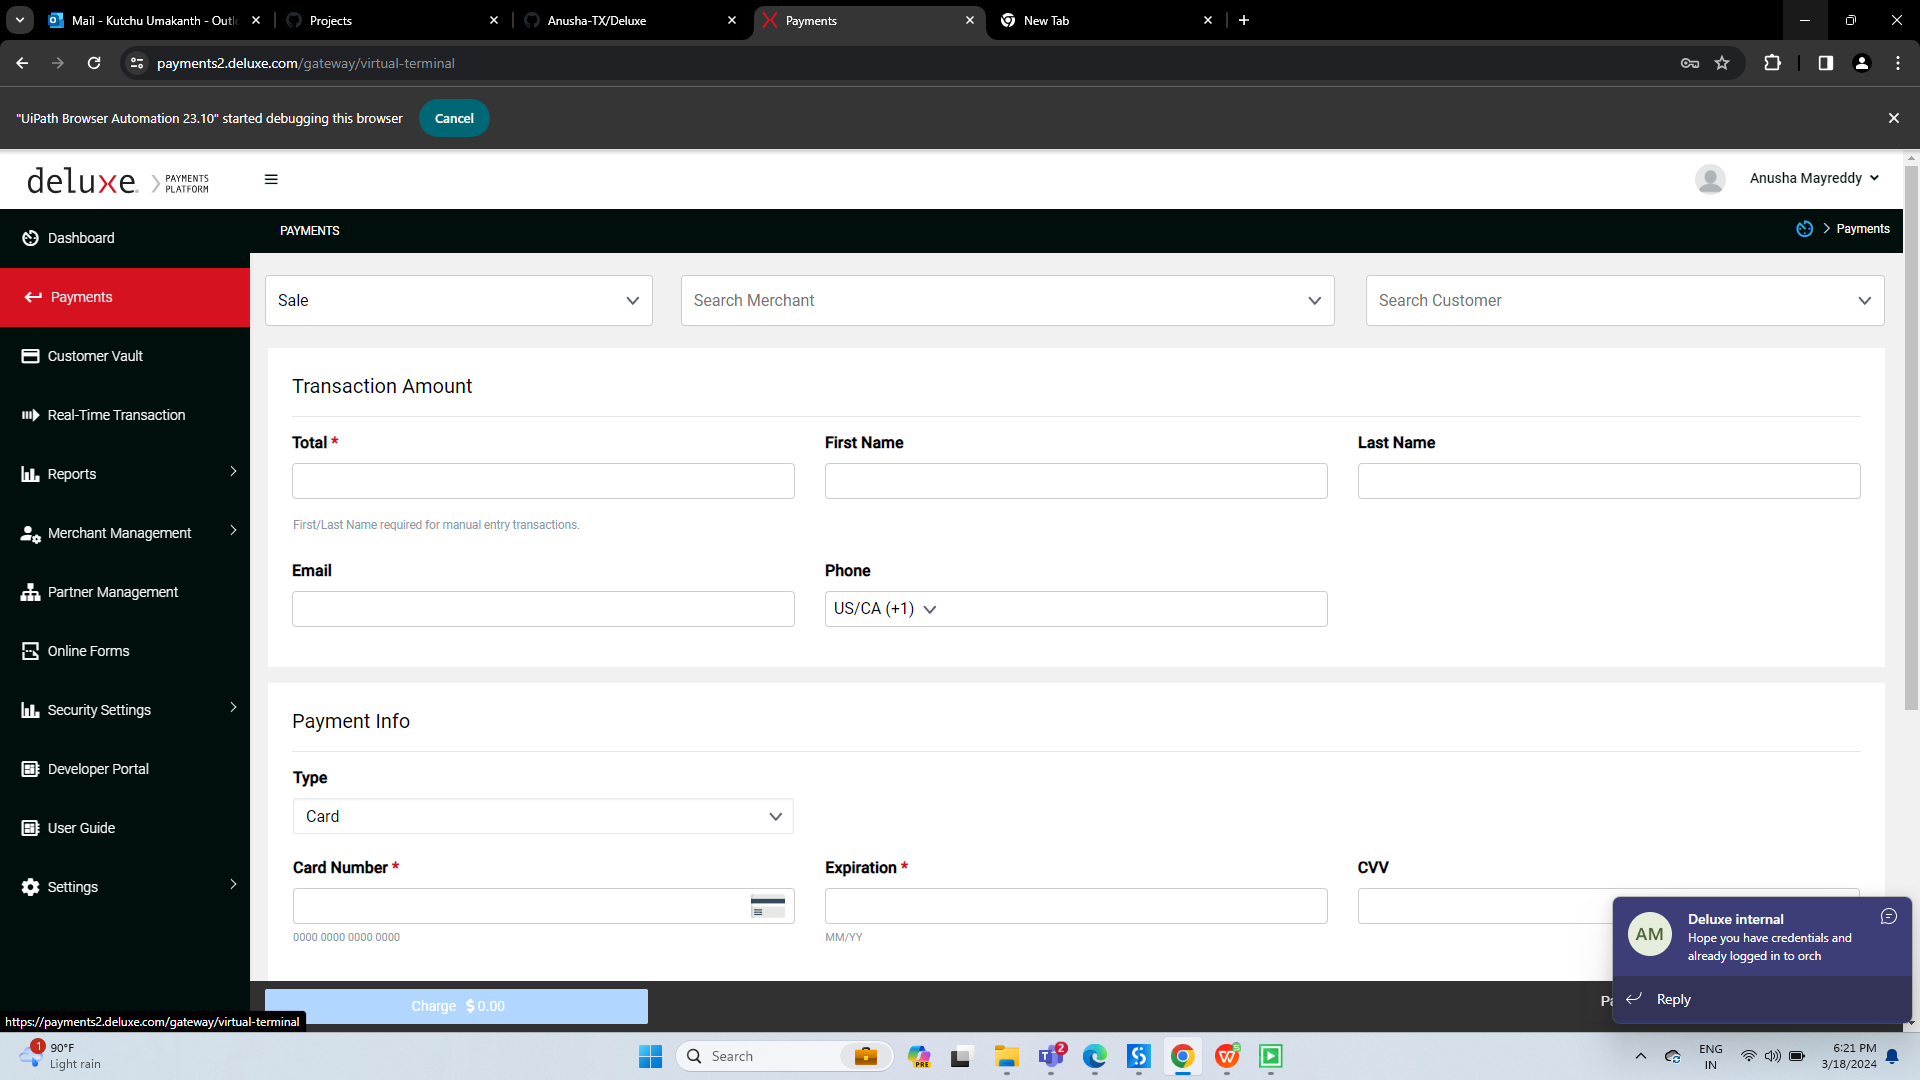 Mail - Kutchu Umakanth - Outl
Projects
Anusha-TX/Deluxe
Payments
New Tab
payments2.deluxe.com/gateway/virtual-terminal
"UiPath Browser Automation 23.10" started debugging this browser
Cancel
deluxe. PAYMENTS PLATFORM
Anusha Mayreddy
Dashboard
PAYMENTS
Payments
Payments
Sale
Search Merchant
Search Customer
Customer Vault
Real-Time Transaction
Reports
Merchant Management
Partner Management
Online Forms
Security Settings
Developer Portal
User Guide
Settings
Transaction Amount
Total *
First Name
Last Name
First/Last Name required for manual entry transactions.
Email
Phone
US/CA (+1)
Payment Info
Type
Card
Card Number *
Expiration *
CVV
0000 0000 0000 0000
MM/YY
Charge $ 0.00
Pa
AM
Deluxe internal
Hope you have credentials and
already logged in to orch
Reply
https://payments2.deluxe.com/gateway/virtual-terminal
1
90°F
Light rain
Search
PRE
2
ENG
IN
6:21 PM
3/18/2024